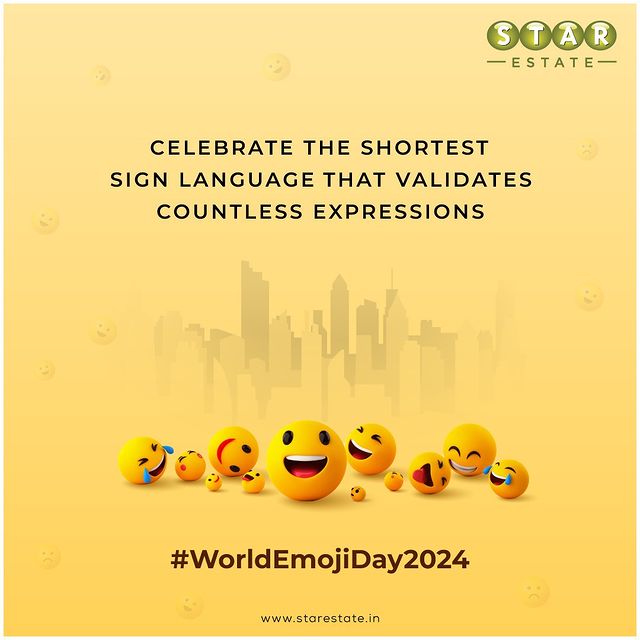 STAR
ESTATE
CELEBRATE THE SHORTEST
SIGN LANGUAGE THAT VALIDATES
COUNTLESS EXPRESSIONS
#WorldEmojiDay2024
www.starestate.in